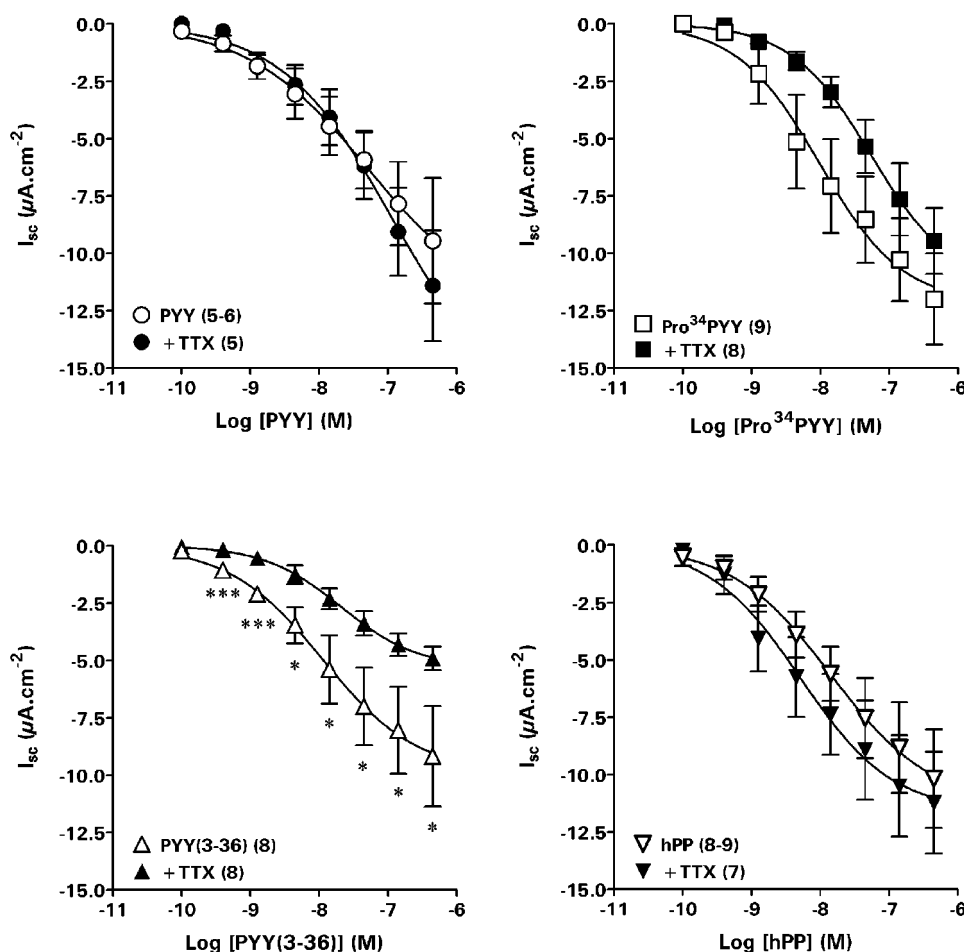 0.0
-2.5
-5.0
-7.5
-10.0
-12.5
-15.0
Isc (µA.cm-2)
PYY (5-6)
+TTX (5)
-11 -10 -9 -8 -7 -6
Log [PYY] (M)
0.0
-2.5
-5.0
-7.5
-10.0
-12.5
-15.0
Isc (µA.cm-2)
Pro34PYY (9)
+TTX (8)
-11 -10 -9 -8 -7 -6
Log [Pro34PYY] (M)
0.0
-2.5
-5.0
-7.5
-10.0
-12.5
-15.0
Isc (µA.cm-2)
***
***
*
*
*
*
*
PYY(3-36) (8)
+TTX (8)
-11 -10 -9 -8 -7 -6
Log [PYY(3-36)] (M)
0.0
-2.5
-5.0
-7.5
-10.0
-12.5
-15.0
Isc (µA.cm-2)
hPP (8-9)
+TTX (7)
-11 -10 -9 -8 -7 -6
Log [hPP] (M)